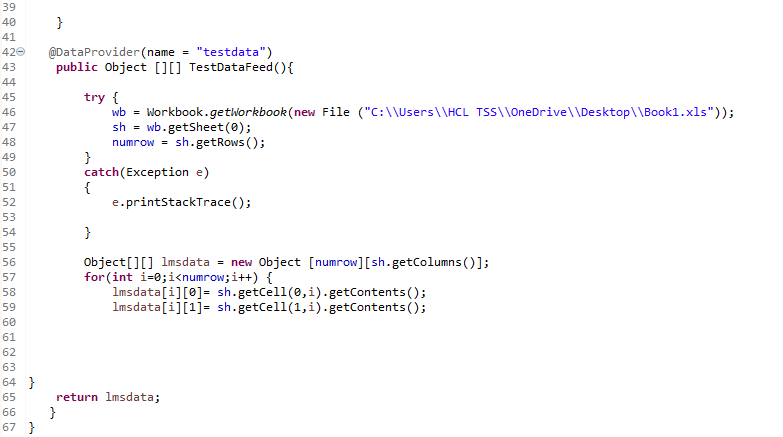 39
40 }
41
42 @DataProvider(name = "testdata")
43 public Object [][] TestDataFeed(){
44
45 try {
46 wb = Workbook.getWorkbook(new File ("C:\\Users\\HCL TSS\\OneDrive\\Desktop\\Book1.xls"));
47 sh = wb.getSheet(0);
48 numrow = sh.getRows();
49 }
50 catch(Exception e)
51 {
52 e.printStackTrace();
53
54 }
55
56 Object[][] lmsdata = new Object [numrow][sh.getColumns()];
57 for(int i=0;i<numrow;i++) {
58 lmsdata[i][0]= sh.getCell(0,i).getContents();
59 lmsdata[i][1]= sh.getCell(1,i).getContents();
60
61
62
63
64 }
65 return lmsdata;
66 }
67 }